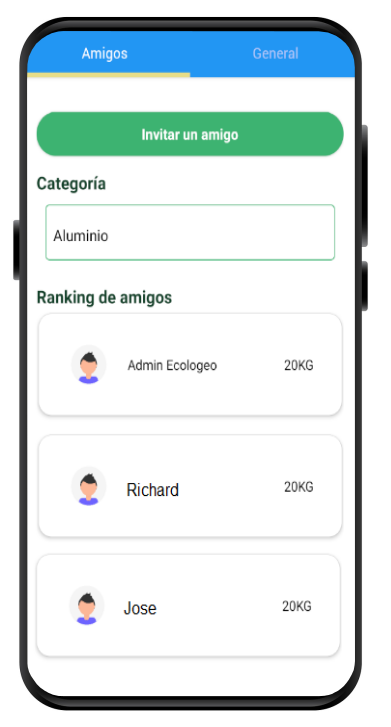 Amigos General
Invitar un amigo
Categoría
Aluminio
Ranking de amigos
Admin Ecologeo 20KG
Richard 20KG
Jose 20KG